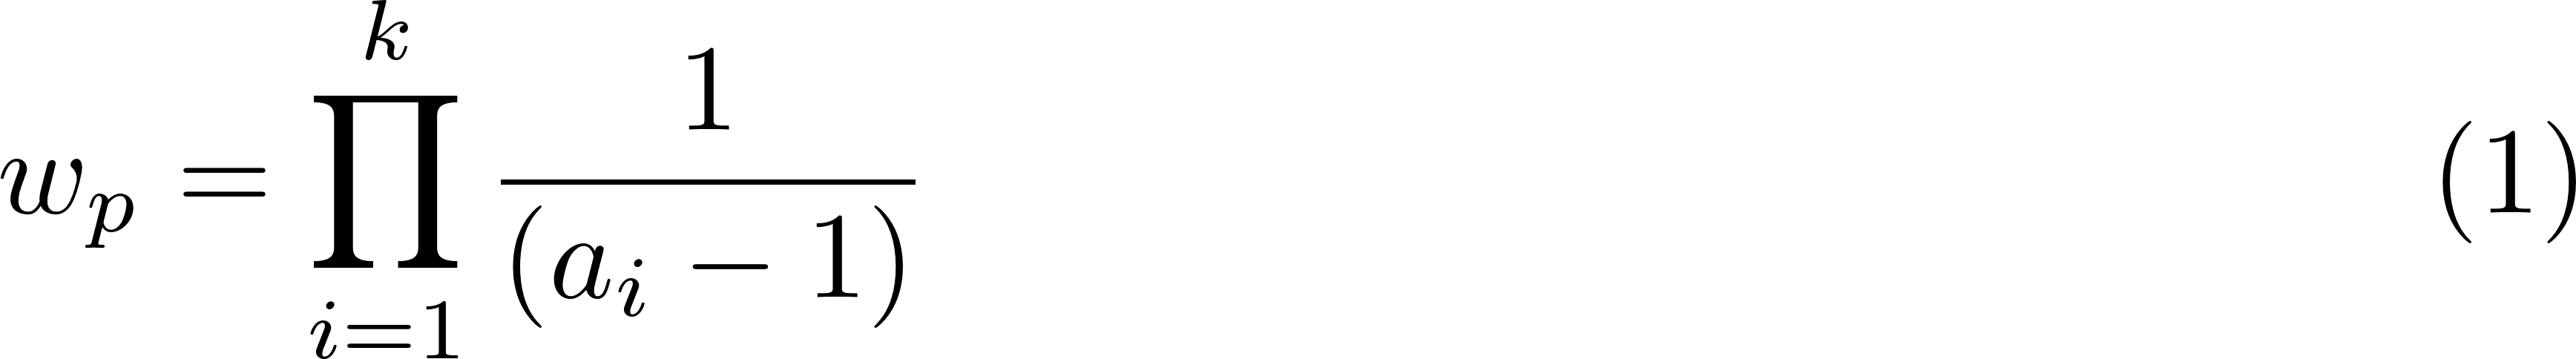 $w_p = \prod_{i=1}^{k} \frac{1}{(a_i - 1)}$ (1)